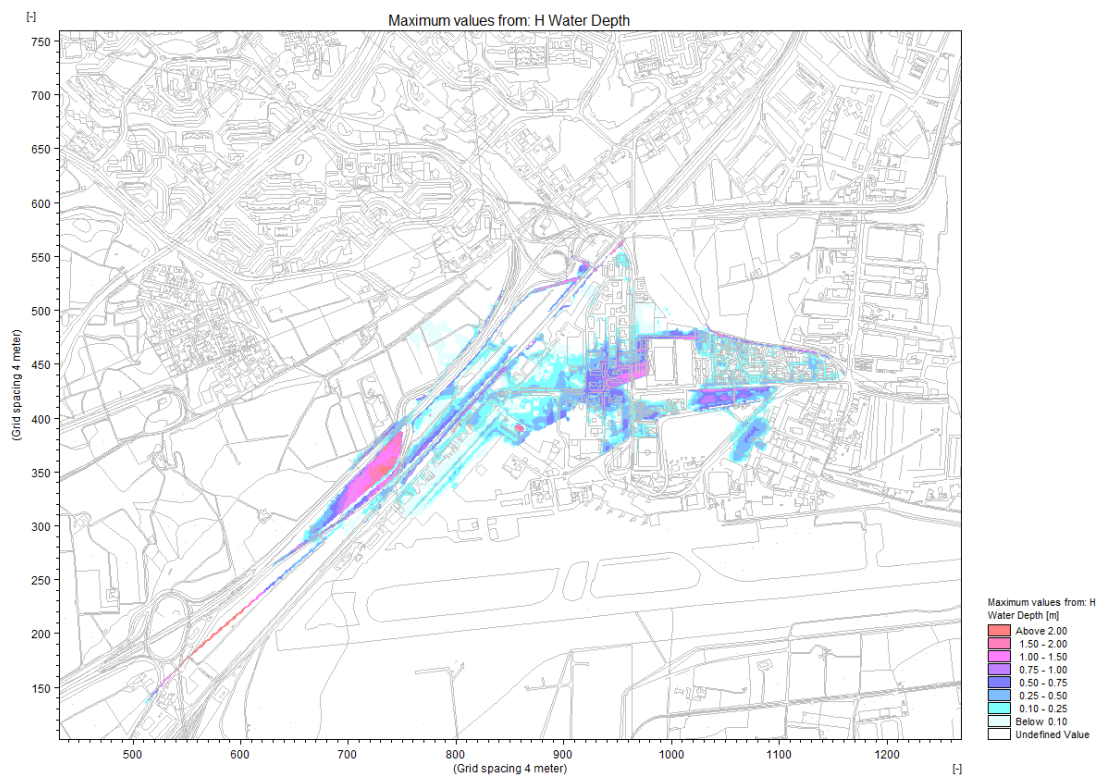 [-]
Maximum values from: H Water Depth
750
700
650
600
550
500
450
400
350
300
250
200
150
(Grid spacing 4 meter)
500 600 700 800 900 1000 1100 1200
(Grid spacing 4 meter)
[-]
Maximum values from: H
Water Depth [m]
Above 2.00
1.50 - 2.00
1.00 - 1.50
0.75 - 1.00
0.50 - 0.75
0.25 - 0.50
0.10 - 0.25
Below 0.10
Undefined Value